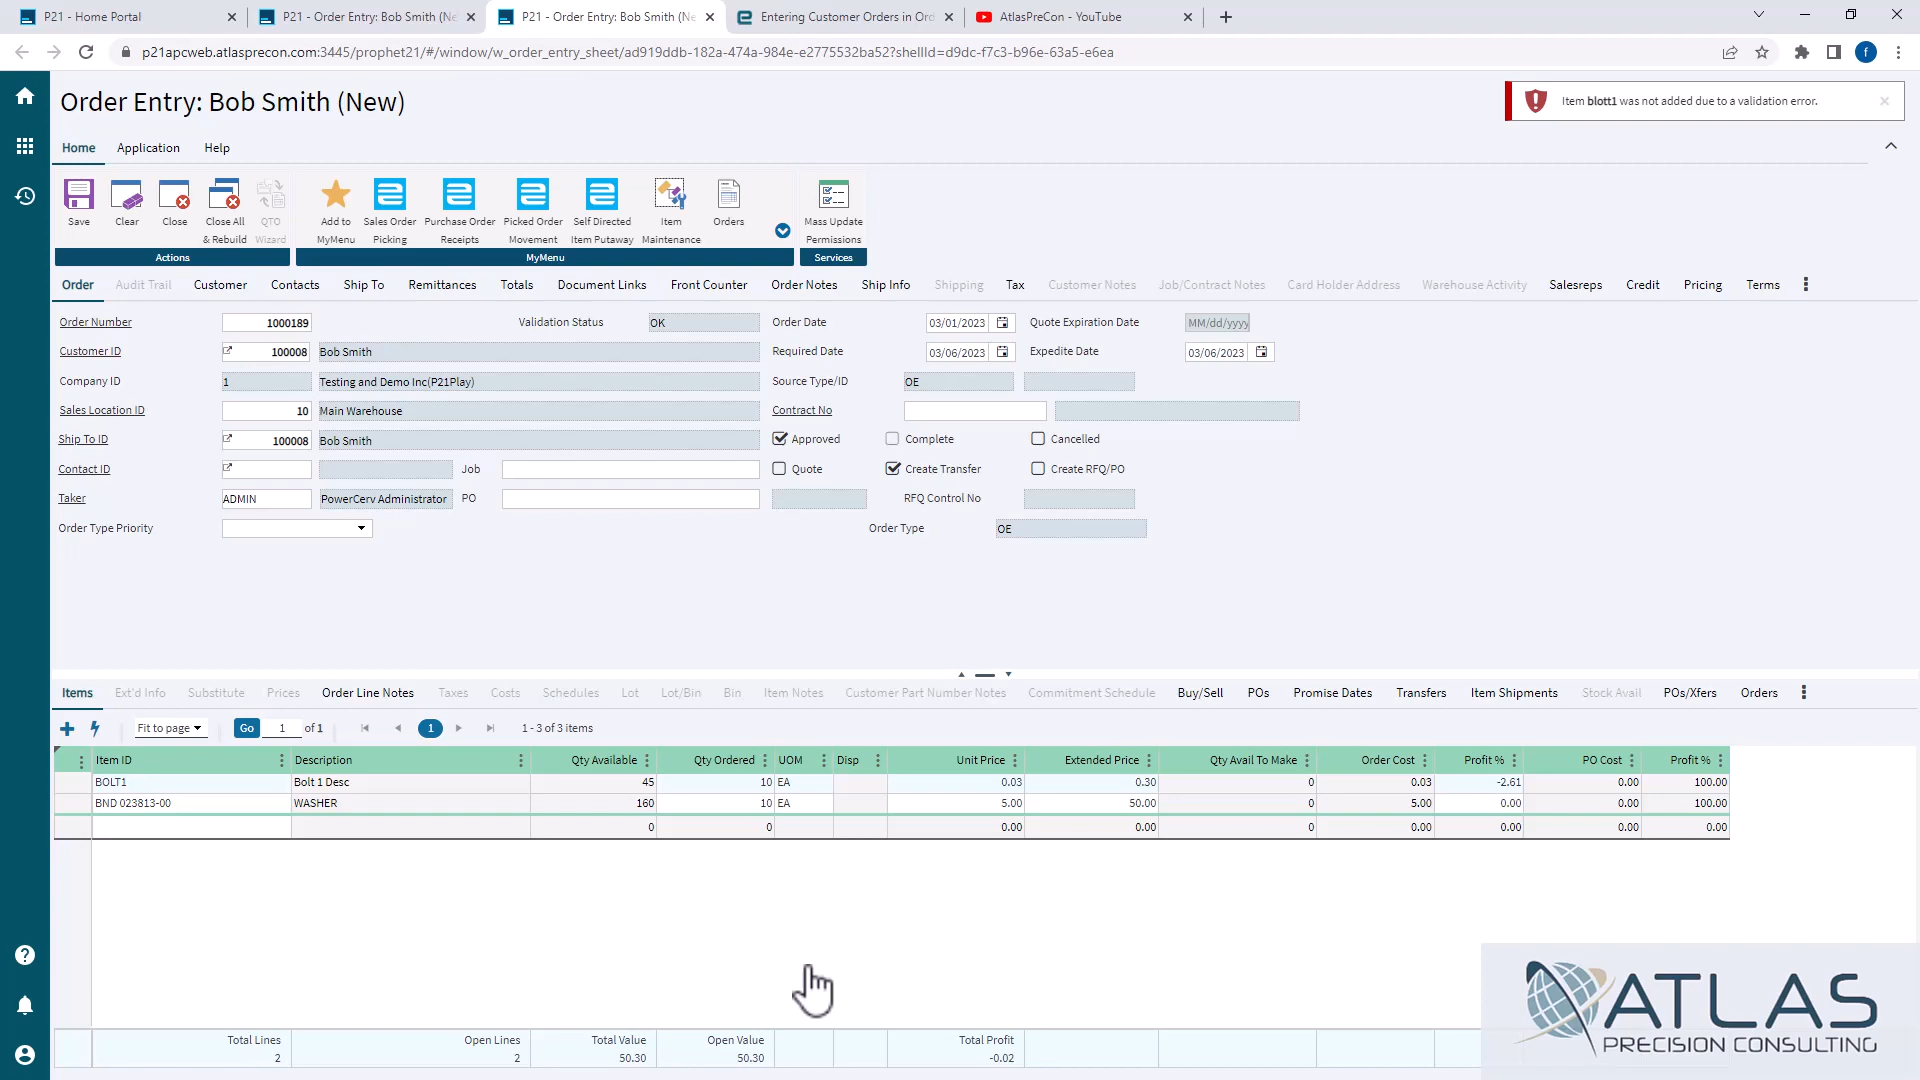 P21 - Home Portal
P21 - Order Entry: Bob Smith (Ne
P21 - Order Entry: Bob Smith (Ne
Entering Customer Orders in Ord
AtlasPreCon - YouTube
p21apcweb.atlasprecon.com:3445/prophet21/#/window/w_order_entry_sheet/ad919ddb-182a-474a-984e-e2775532ba52?shellId=d9dc-f7c3-b96e-63a5-e6ea
f
Order Entry: Bob Smith (New)
Item blott1 was not added due to a validation error.
Home Application Help
Save Clear Close Close All & Rebuild QTO Wizard
Add to MyMenu Sales Order Picking Purchase Order Receipts Picked Order Movement Self Directed Item Putaway Item Maintenance Orders
Mass Update Permissions
Actions MyMenu Services
Order Audit Trail Customer Contacts Ship To Remittances Totals Document Links Front Counter Order Notes Ship Info Shipping Tax Customer Notes Job/Contract Notes Card Holder Address Warehouse Activity Salesreps Credit Pricing Terms
Order Number 1000189 Validation Status OK Order Date 03/01/2023 Quote Expiration Date MM/dd/yyyy
Customer ID 100008 Bob Smith Required Date 03/06/2023 Expedite Date 03/06/2023
Company ID 1 Testing and Demo Inc(P21Play) Source Type/ID OE
Sales Location ID 10 Main Warehouse Contract No
Ship To ID 100008 Bob Smith Approved Complete Cancelled
Contact ID Job Quote Create Transfer Create RFQ/PO
Taker ADMIN PowerCerv Administrator PO RFQ Control No
Order Type Priority Order Type OE
Items Ext'd Info Substitute Prices Order Line Notes Taxes Costs Schedules Lot Lot/Bin Bin Item Notes Customer Part Number Notes Commitment Schedule Buy/Sell POs Promise Dates Transfers Item Shipments Stock Avail POs/Xfers Orders
Fit to page Go 1 of 1 1 1 - 3 of 3 items
Item ID Description Qty Available Qty Ordered UOM Disp Unit Price Extended Price Qty Avail To Make Order Cost Profit % PO Cost Profit %
BOLT1 Bolt 1 Desc 45 10 EA 0.03 0.30 0 0.03 -2.61 0.00 100.00
BND 023813-00 WASHER 160 10 EA 5.00 50.00 0 5.00 0.00 0.00 100.00
0 0 0.00 0.00 0 0.00 0.00 0.00 0.00
Total Lines Open Lines Total Value Open Value Total Profit
2 2 50.30 50.30 -0.02
ATLAS
PRECISION CONSULTING